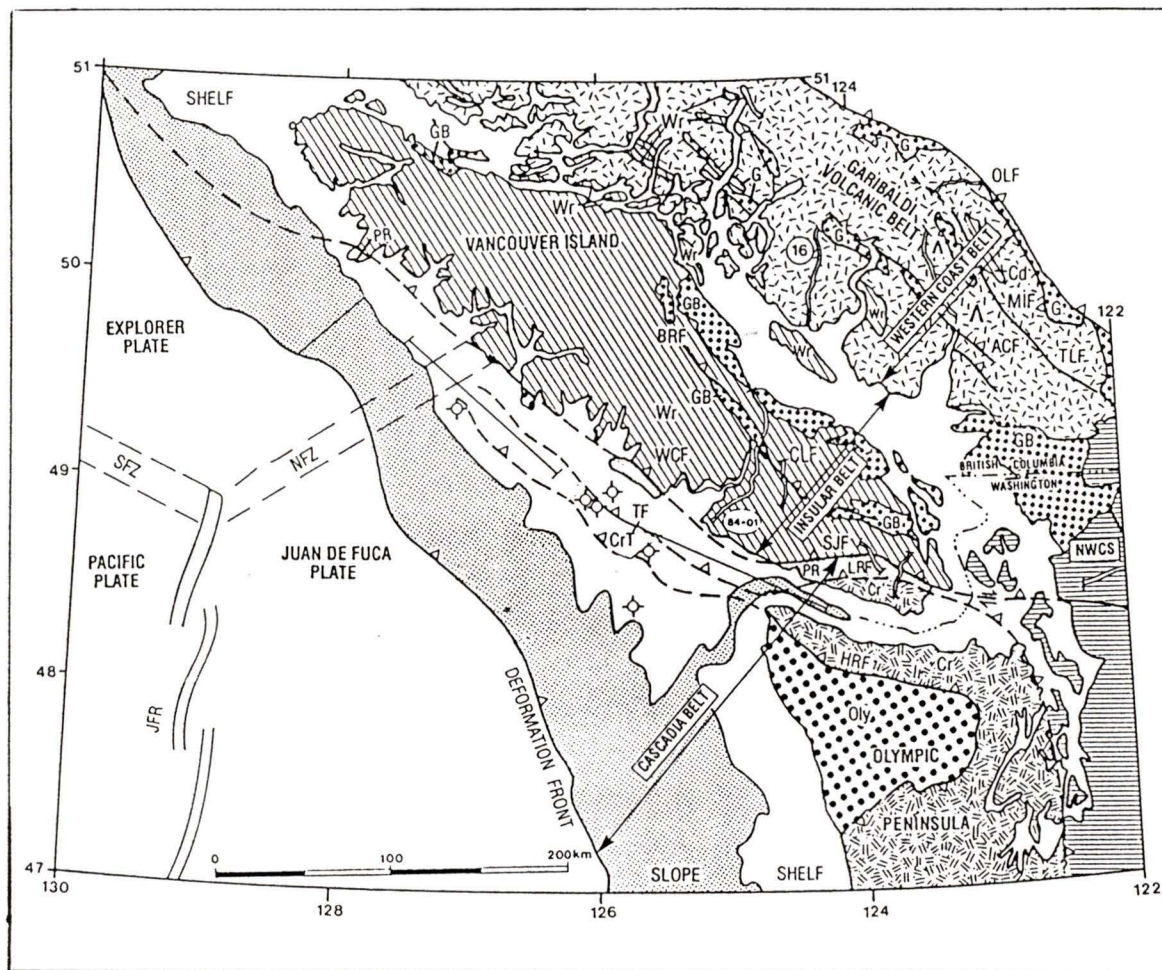 51
SHELF
GB
Wr
51
124
G
OLF
GARIBALDI
VOLCANIC BELT
G
Wr
PR
VANCOUVER ISLAND
Wr
16
G
WESTERN COAST BELT
Cd
MIF
G
122
50
EXPLORER
PLATE
GB
BRF
Wr
Wr
ACF
TLF
GB
Wr
WCF
CLF
INSULAR BELT
GB
BRITISH COLUMBIA
WASHINGTON
49
SFZ
NFZ
84-01
GB
TF
CrT
SJF
PR
LRF
Cr
NWCS
PACIFIC
PLATE
JUAN DE FUCA
PLATE
48
HRF
Cr
JFR
DEFORMATION FRONT
CASCADIA BELT
Oly
OLYMPIC
PENINSULA
0
100
200 km
47
130
SLOPE
SHELF
122
128
126
124